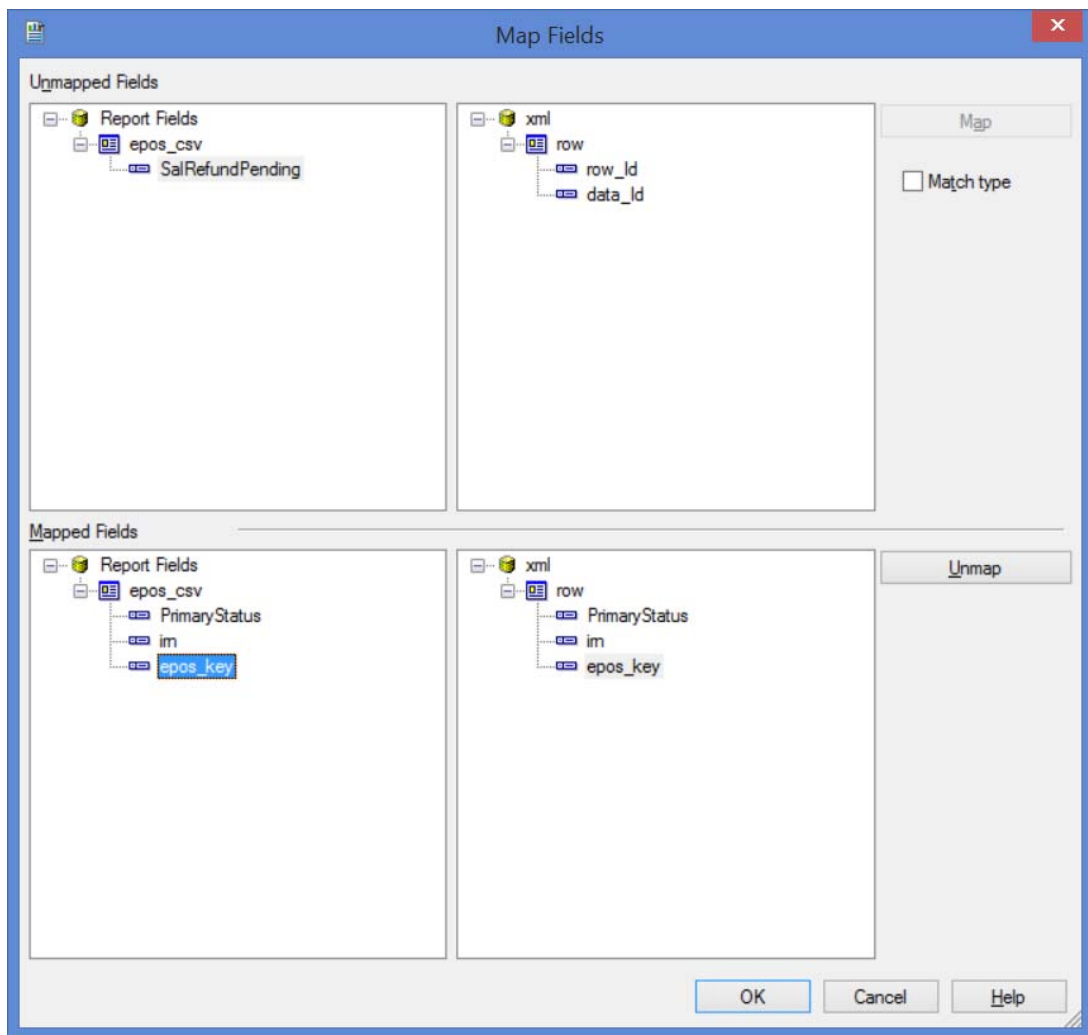 Map Fields
Unmapped Fields
Report Fields
epos_csv
SalRefundPending
xml
row
row_Id
data_Id
Map
Match type
Mapped Fields
Report Fields
epos_csv
PrimaryStatus
im
epos_key
xml
row
PrimaryStatus
im
epos_key
Unmap
OK
Cancel
Help